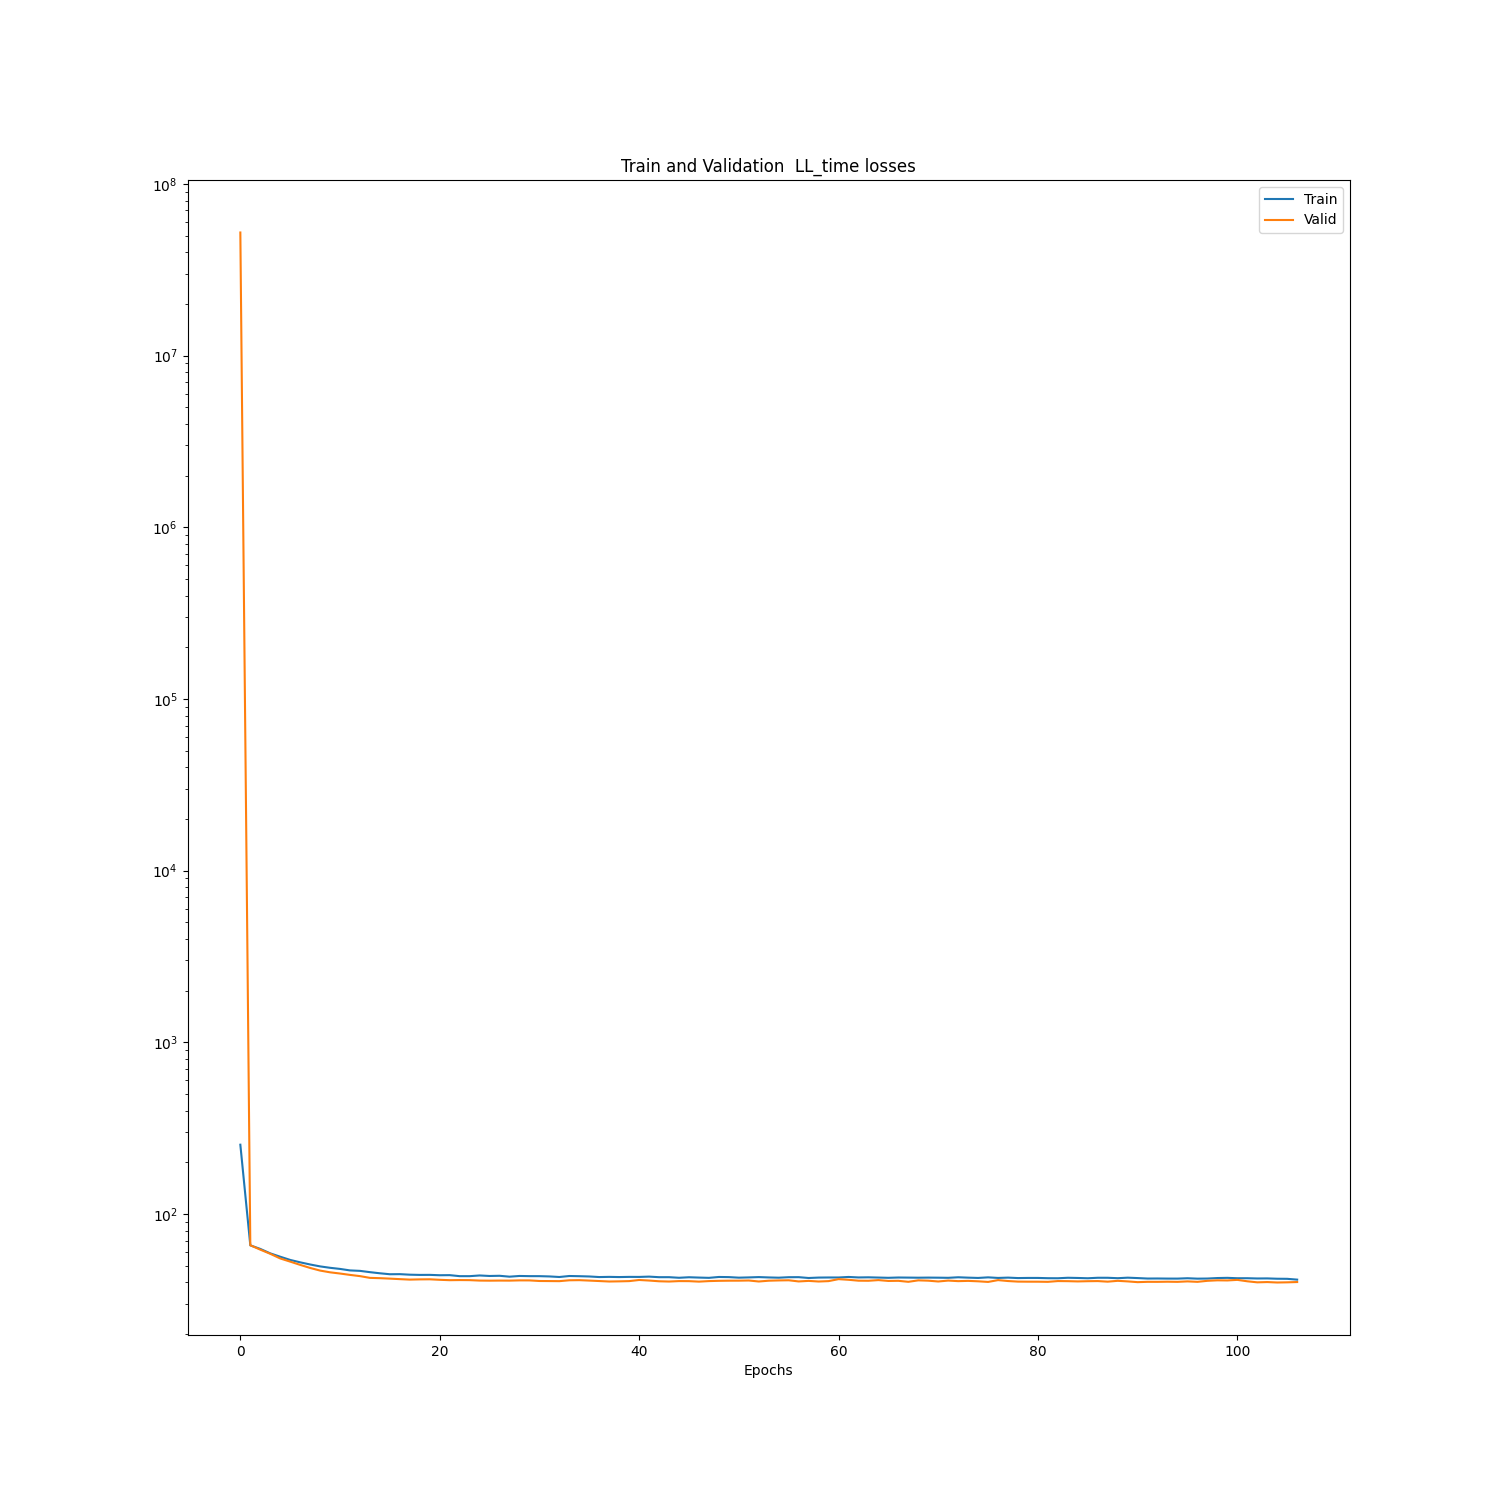 Train and Validation  LL_time losses
Train
Valid
10⁸
10⁷
10⁶
10⁵
10⁴
10³
10²
0 20 40 60 80 100
Epochs